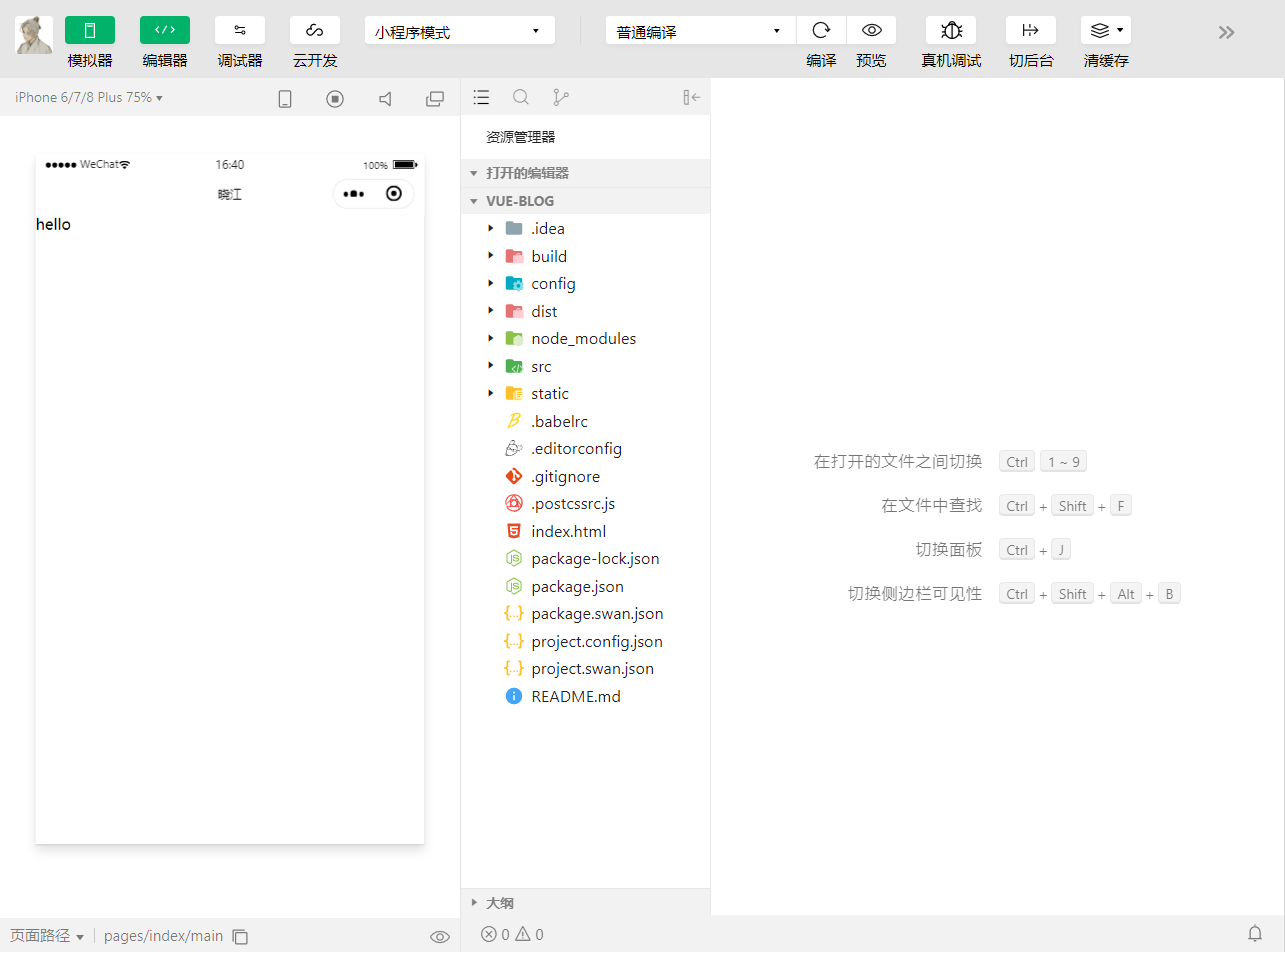 模拟器 编辑器 调试器 云开发 小程序模式 普通编译 编译 预览 真机调试 切后台 清缓存
iPhone 6/7/8 Plus 75%
WeChat 16:40 100%
晓江
hello
资源管理器
打开的编辑器
VUE-BLOG
.idea
build
config
dist
node_modules
src
static
.babelrc
.editorconfig
.gitignore
.postcssrc.js
index.html
package-lock.json
package.json
package.swan.json
project.config.json
project.swan.json
README.md
大纲
在打开的文件之间切换 Ctrl 1 ~ 9
在文件中查找 Ctrl + Shift + F
切换面板 Ctrl + J
切换侧边栏可见性 Ctrl + Shift + Alt + B
页面路径 pages/index/main
0 0